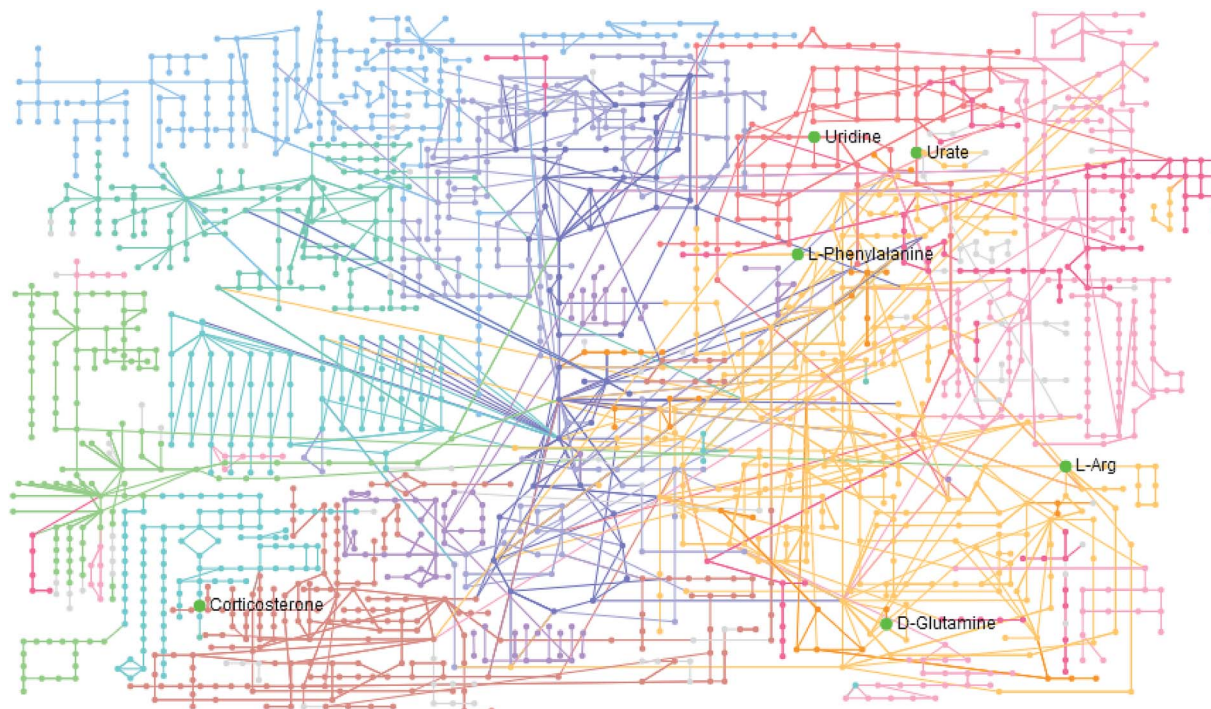 Uridine
Urate
L-Phenylalanine
L-Arg
Corticosterone
D-Glutamine